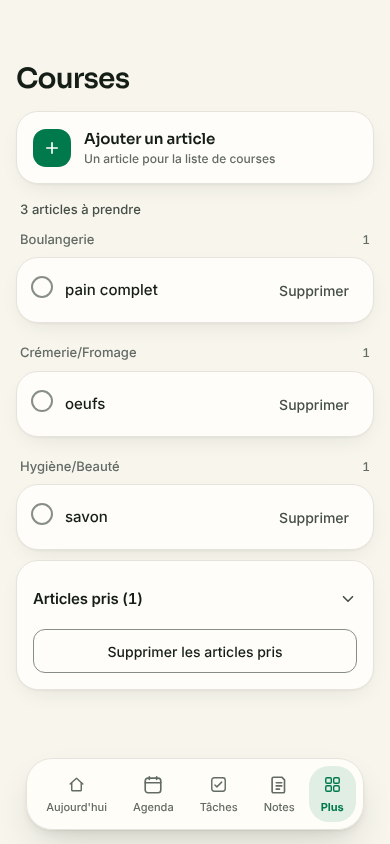 Courses
Ajouter un article
Un article pour la liste de courses
3 articles à prendre
Boulangerie 1
pain complet Supprimer
Crémerie/Fromage 1
oeufs Supprimer
Hygiène/Beauté 1
savon Supprimer
Articles pris (1)
Supprimer les articles pris
Aujourd'hui Agenda Tâches Notes Plus